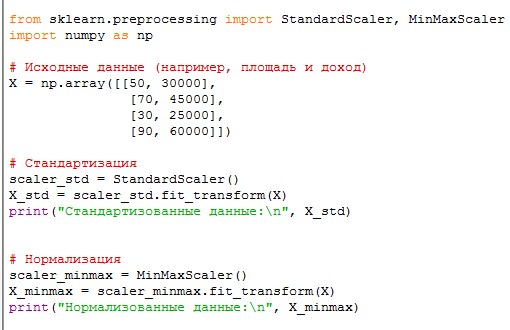 from sklearn.preprocessing import StandardScaler, MinMaxScaler
import numpy as np
# Исходные данные (например, площадь и доход)
X = np.array([[50, 30000],
              [70, 45000],
              [30, 25000],
              [90, 60000]])
# Стандартизация
scaler_std = StandardScaler()
X_std = scaler_std.fit_transform(X)
print("Стандартизованные данные:\n", X_std)
# Нормализация
scaler_minmax = MinMaxScaler()
X_minmax = scaler_minmax.fit_transform(X)
print("Нормализованные данные:\n", X_minmax)